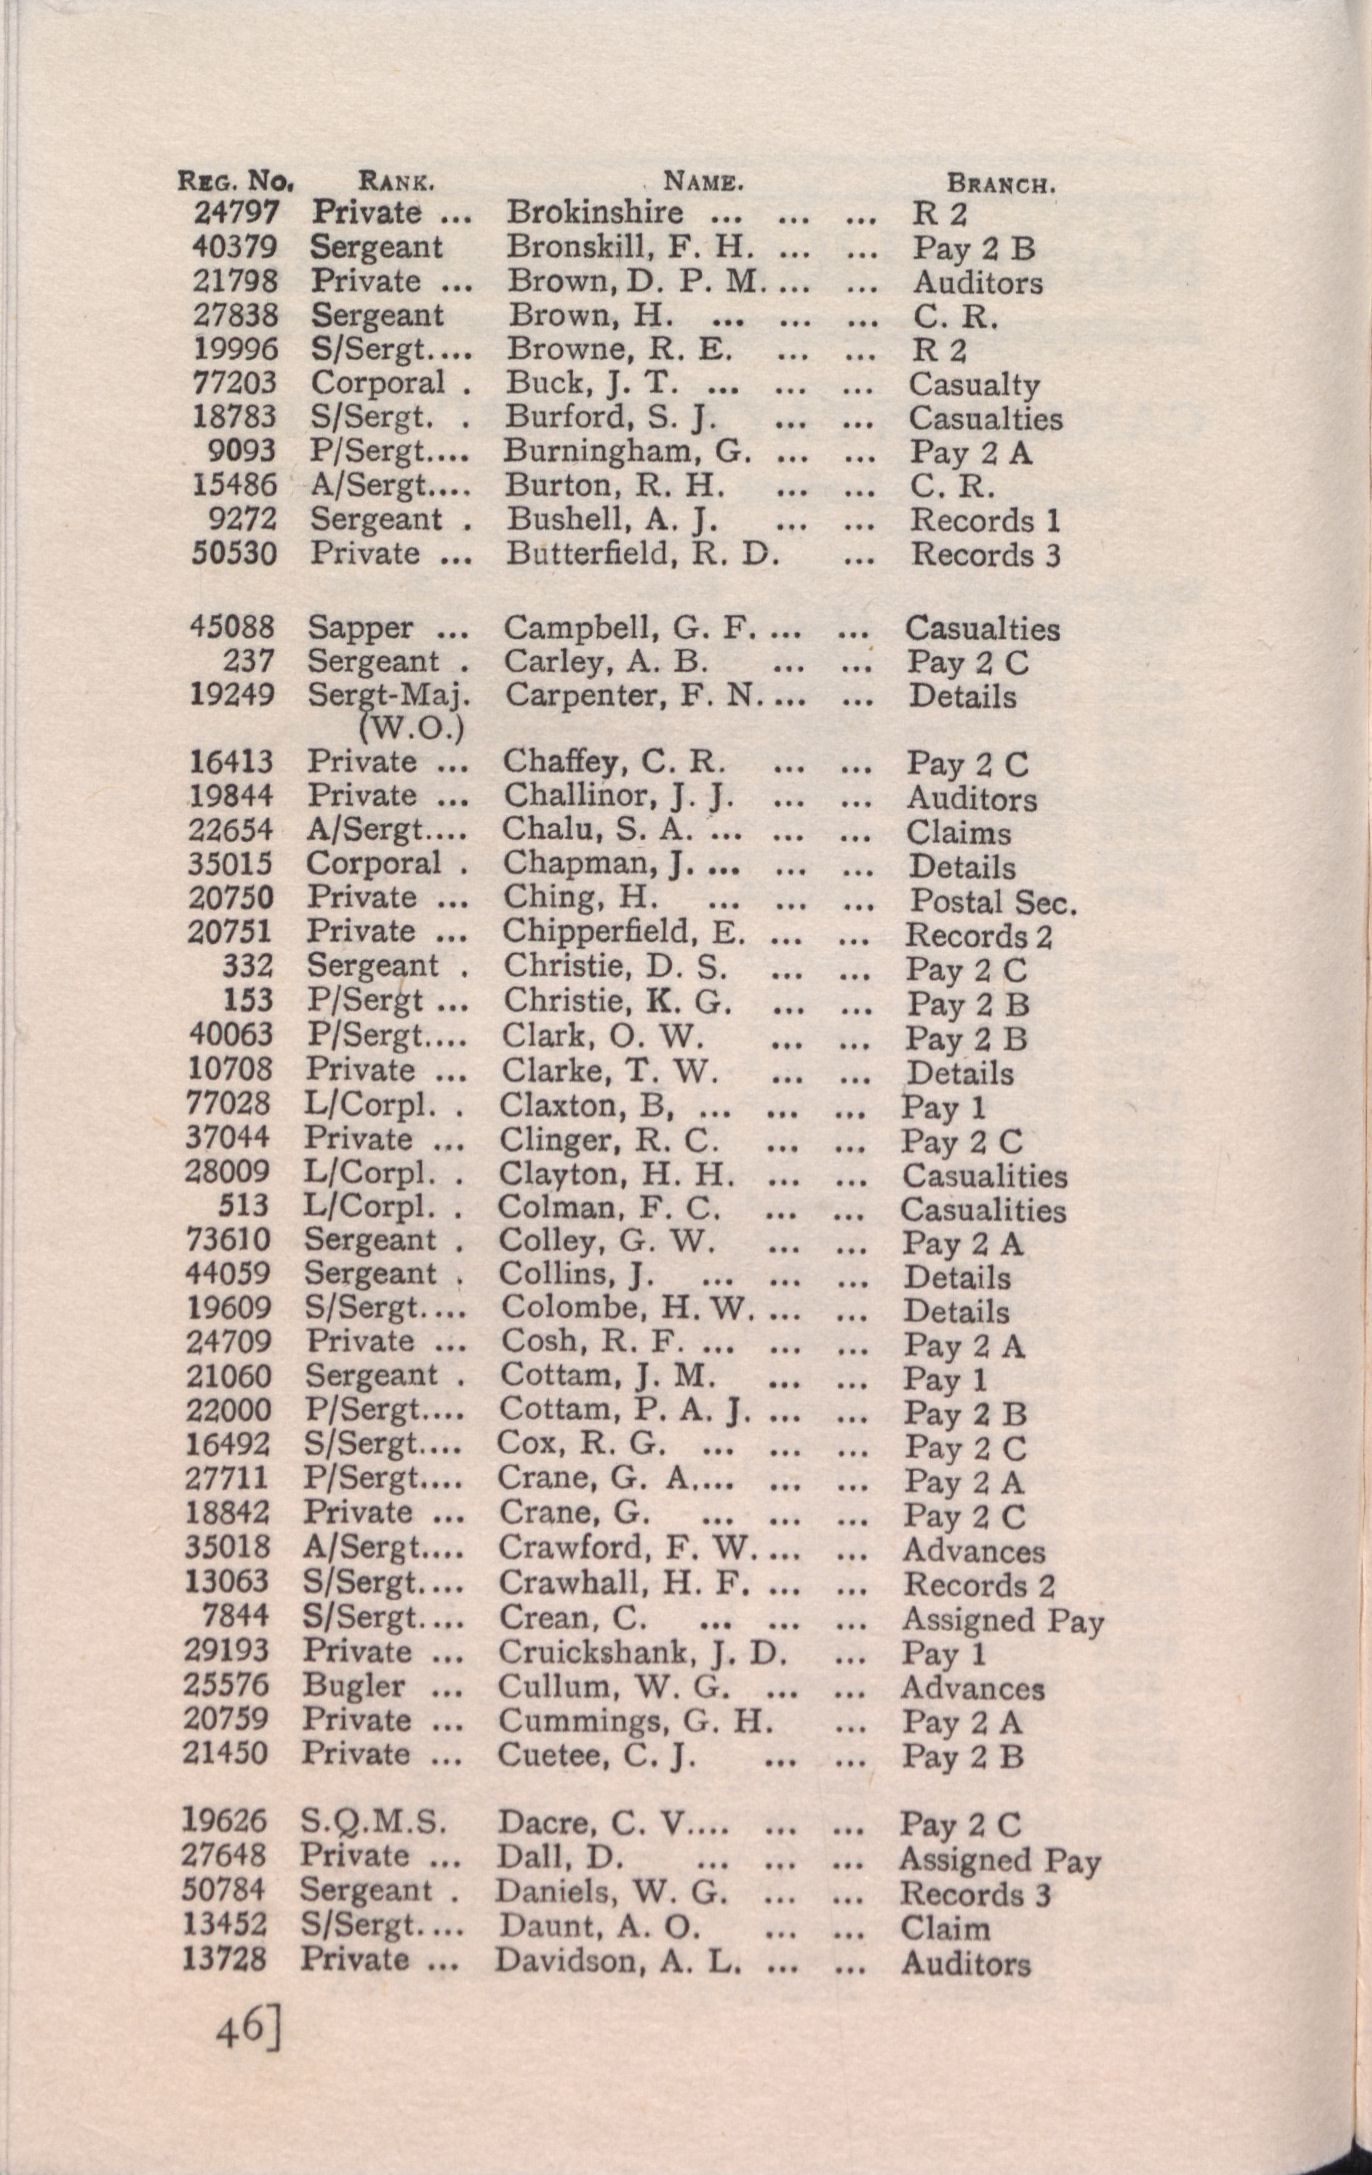 REG. No. RANK. NAME. BRANCH.
24797 Private ... Brokinshire ... ... ... R 2
40379 Sergeant Bronskill, F. H. ... ... Pay 2 B
21798 Private ... Brown, D. P. M. ... ... Auditors
27838 Sergeant Brown, H. ... ... ... C. R.
19996 S/Sergt.... Browne, R. E. ... ... R 2
77203 Corporal . Buck, J. T. ... ... ... Casualty
18783 S/Sergt. . Burford, S. J. ... ... Casualties
9093 P/Sergt.... Burningham, G. ... ... Pay 2 A
15486 A/Sergt.... Burton, R. H. ... ... C. R.
9272 Sergeant . Bushell, A. J. ... ... Records 1
50530 Private ... Butterfield, R. D. ... Records 3
45088 Sapper ... Campbell, G. F. ... ... Casualties
237 Sergeant . Carley, A. B. ... ... Pay 2 C
19249 Sergt-Maj. Carpenter, F. N. ... ... Details
(W.O.)
16413 Private ... Chaffey, C. R. ... ... Pay 2 C
19844 Private ... Challinor, J. J. ... ... Auditors
22654 A/Sergt.... Chalu, S. A. ... ... ... Claims
35015 Corporal . Chapman, J. ... ... ... Details
20750 Private ... Ching, H. ... ... ... Postal Sec.
20751 Private ... Chipperfield, E. ... ... Records 2
332 Sergeant . Christie, D. S. ... ... Pay 2 C
153 P/Sergt ... Christie, K. G. ... ... Pay 2 B
40063 P/Sergt.... Clark, O. W. ... ... Pay 2 B
10708 Private ... Clarke, T. W. ... ... Details
77028 L/Corpl. . Claxton, B, ... ... ... Pay 1
37044 Private ... Clinger, R. C. ... ... Pay 2 C
28009 L/Corpl. . Clayton, H. H. ... ... Casualities
513 L/Corpl. . Colman, F. C. ... ... Casualities
73610 Sergeant . Colley, G. W. ... ... Pay 2 A
44059 Sergeant . Collins, J. ... ... ... Details
19609 S/Sergt.... Colombe, H. W. ... ... Details
24709 Private ... Cosh, R. F. ... ... ... Pay 2 A
21060 Sergeant . Cottam, J. M. ... ... Pay 1
22000 P/Sergt.... Cottam, P. A. J. ... ... Pay 2 B
16492 S/Sergt.... Cox, R. G. ... ... ... Pay 2 C
27711 P/Sergt.... Crane, G. A.... ... ... Pay 2 A
18842 Private ... Crane, G. ... ... ... Pay 2 C
35018 A/Sergt.... Crawford, F. W. ... ... Advances
13063 S/Sergt.... Crawhall, H. F. ... ... Records 2
7844 S/Sergt.... Crean, C. ... ... ... Assigned Pay
29193 Private ... Cruickshank, J. D. ... Pay 1
25576 Bugler ... Cullum, W. G. ... ... Advances
20759 Private ... Cummings, G. H. ... Pay 2 A
21450 Private ... Cuetee, C. J. ... ... Pay 2 B
19626 S.Q.M.S. Dacre, C. V.... ... ... Pay 2 C
27648 Private ... Dall, D. ... ... ... Assigned Pay
50784 Sergeant . Daniels, W. G. ... ... Records 3
13452 S/Sergt.... Daunt, A. O. ... ... Claim
13728 Private ... Davidson, A. L. ... ... Auditors
46]